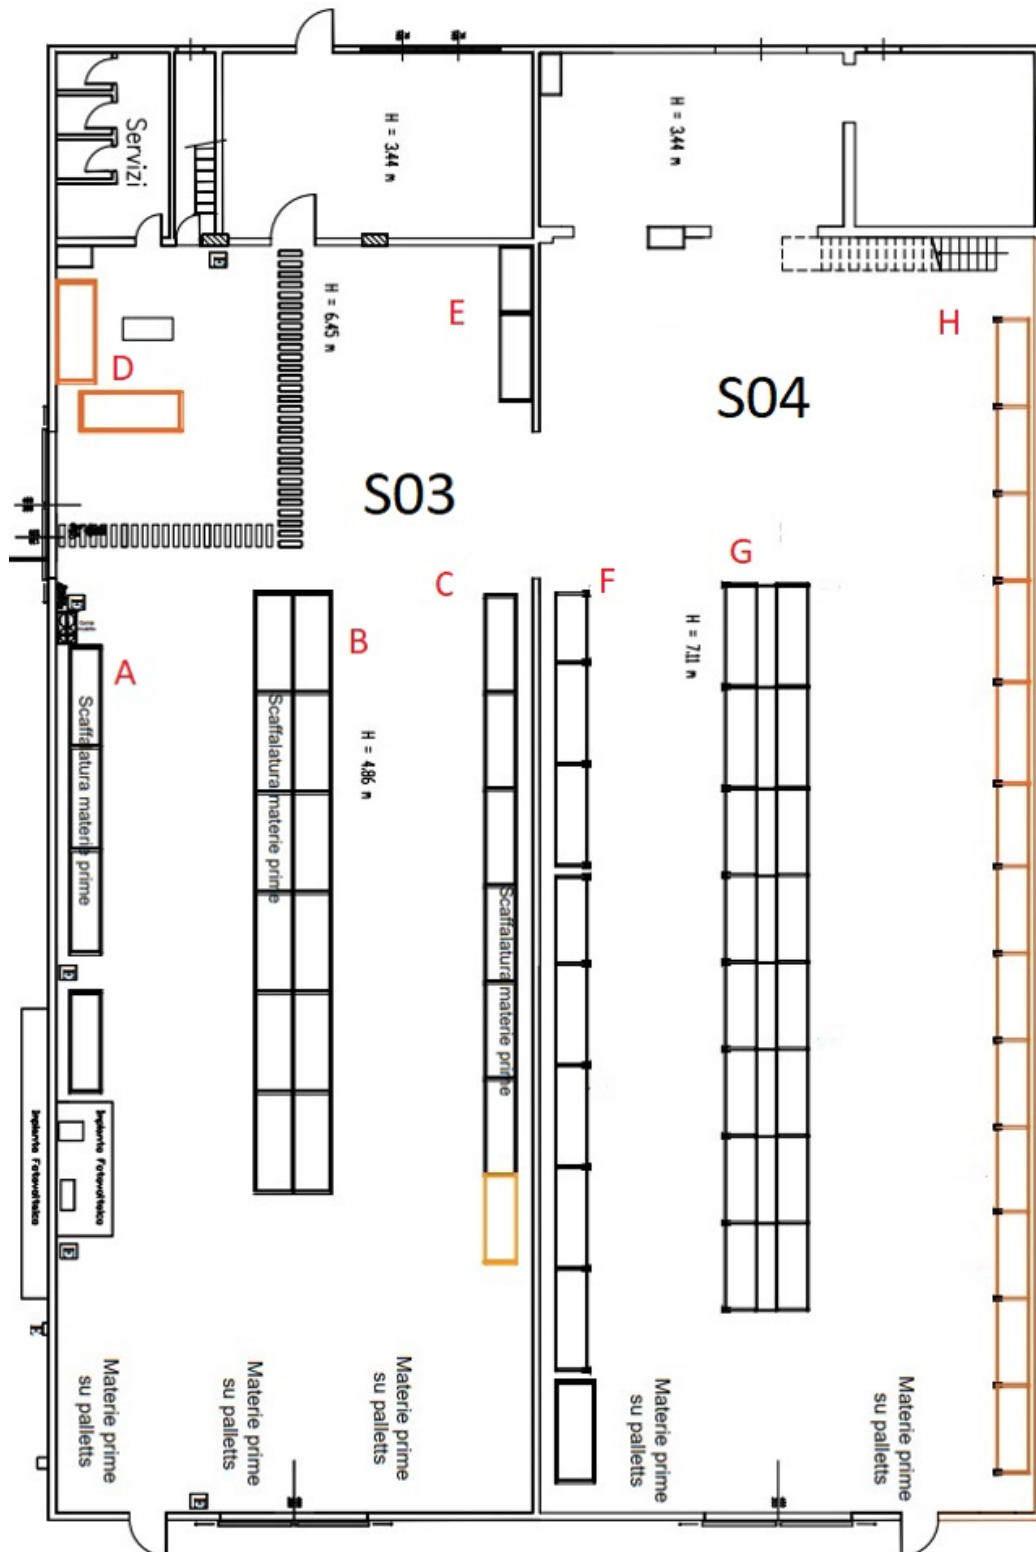 Servizi
H = 3.44 m
H = 3.44 m
E
H = 6.45 m
E
H
D
S04
S03
C
F
G
E
A
B
H = 7.11 m
Scaffalatura materie prime
Scaffalatura materie prime
H = 4.86 m
Scaffalatura materie prime
E
Impianto Fotovoltaico
Impianto Fotovoltaico
E
E
Materie prime
su palletts
Materie prime
su palletts
Materie prime
su palletts
Materie prime
su palletts
Materie prime
su palletts
E